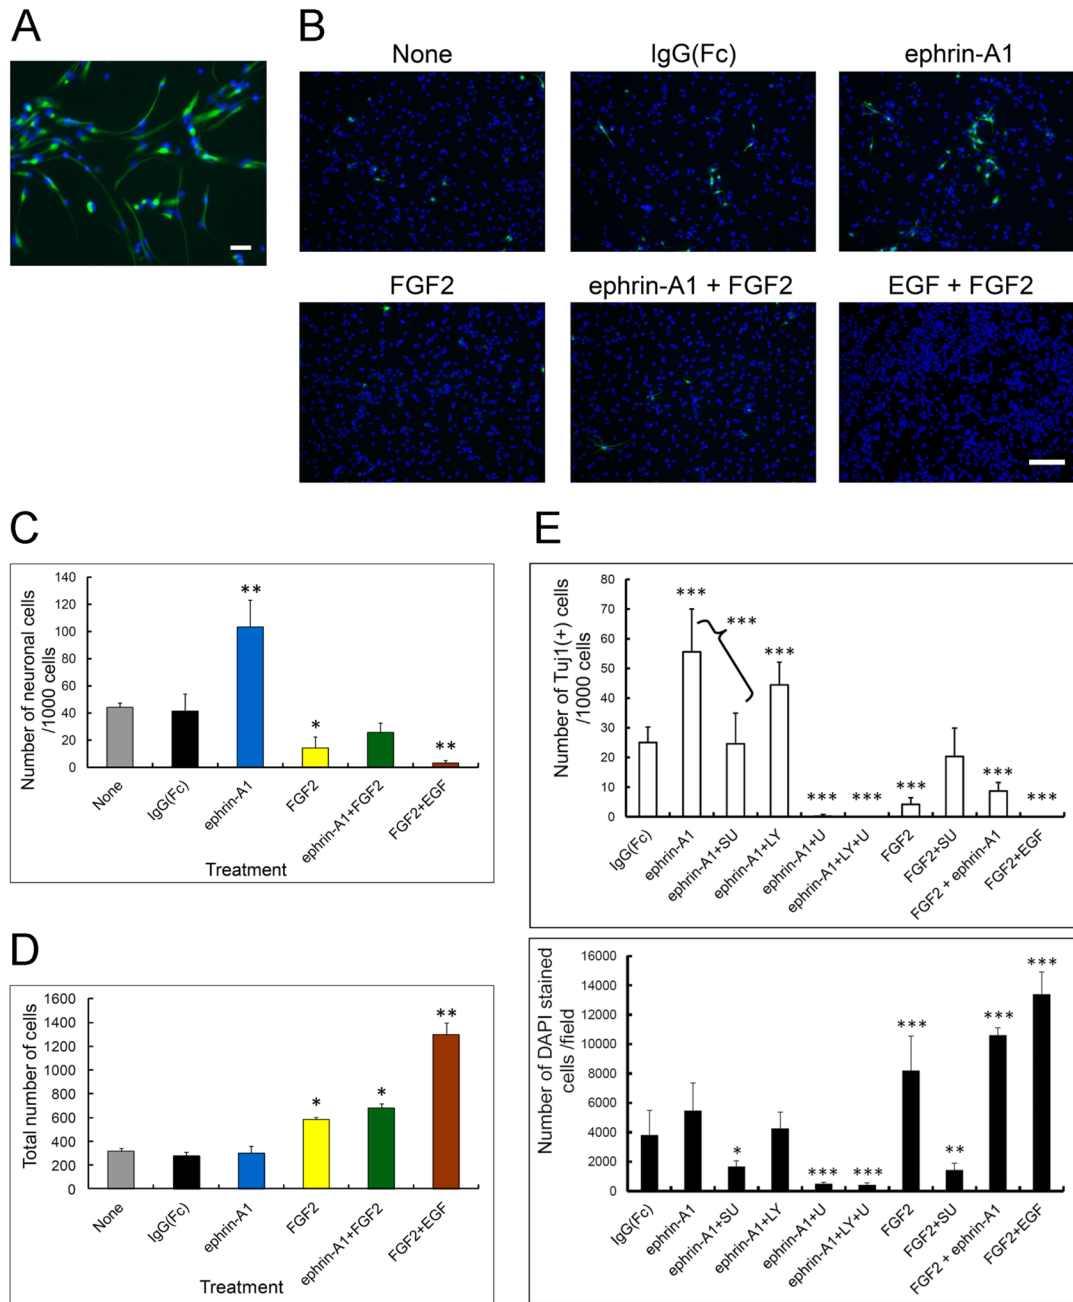 A
B
None
IgG(Fc)
ephrin-A1
FGF2
ephrin-A1 + FGF2
EGF + FGF2
C
Number of neuronal cells
/1000 cells
140
120
100
80
60
40
20
0
**
*
**
None
IgG(Fc)
ephrin-A1
FGF2
ephrin-A1+FGF2
FGF2+EGF
Treatment
D
Total number of cells
1600
1400
1200
1000
800
600
400
200
0
*
*
**
None
IgG(Fc)
ephrin-A1
FGF2
ephrin-A1+FGF2
FGF2+EGF
Treatment
E
Number of Tuj1(+) cells
/1000 cells
80
70
60
50
40
30
20
10
0
***
***
***
***
***
***
***
***
IgG(Fc)
ephrin-A1
ephrin-A1+SU
ephrin-A1+LY
ephrin-A1+U
ephrin-A1+LY+U
FGF2
FGF2+SU
FGF2 + ephrin-A1
FGF2+EGF
Number of DAPI stained
cells /field
16000
14000
12000
10000
8000
6000
4000
2000
0
*
***
***
***
**
***
***
IgG(Fc)
ephrin-A1
ephrin-A1+SU
ephrin-A1+LY
ephrin-A1+U
ephrin-A1+LY+U
FGF2
FGF2+SU
FGF2 + ephrin-A1
FGF2+EGF